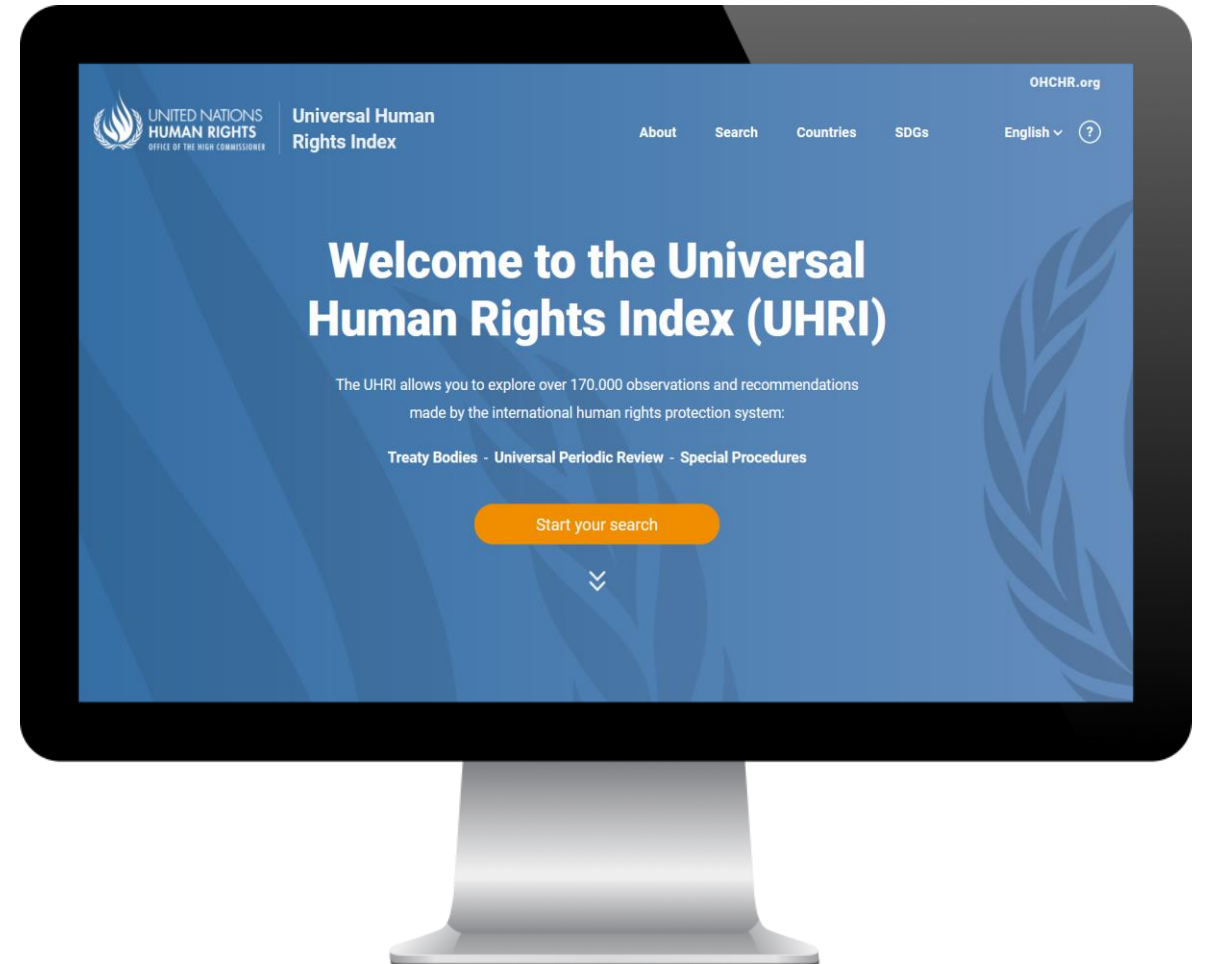 OHCHR.org
UNITED NATIONS
HUMAN RIGHTS
OFFICE OF THE HIGH COMMISSIONER
Universal Human
Rights Index
About Search Countries SDGs English ?
Welcome to the Universal
Human Rights Index (UHRI)
The UHRI allows you to explore over 170.000 observations and recommendations
made by the international human rights protection system:
Treaty Bodies - Universal Periodic Review - Special Procedures
Start your search